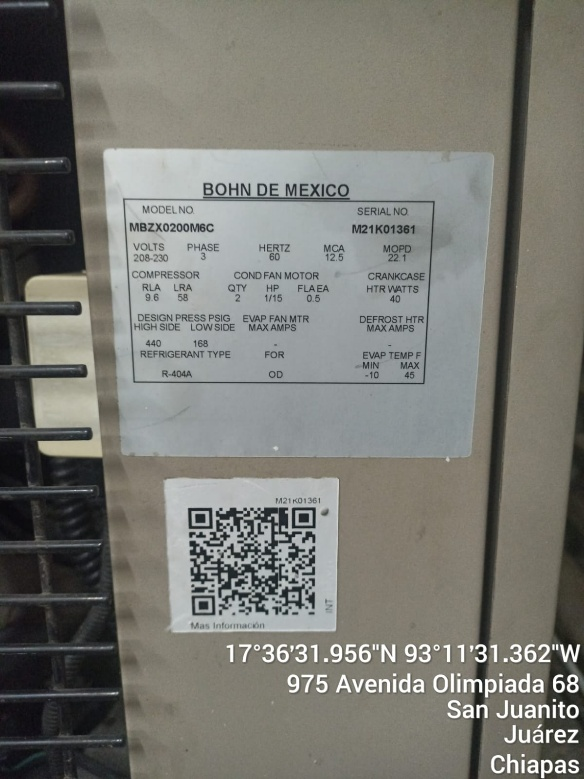 BOHN DE MEXICO
MODEL NO. SERIAL NO.
MBZX0200M6C M21K01361
VOLTS PHASE HERTZ MCA MOPD
208-230 3 60 12.5 22.1
COMPRESSOR COND FAN MOTOR CRANKCASE
RLA LRA QTY HP FLA EA HTR WATTS
9.6 58 2 1/15 0.5 40
DESIGN PRESS PSIG EVAP FAN MTR DEFROST HTR
HIGH SIDE LOW SIDE MAX AMPS MAX AMPS
440 168 - -
REFRIGERANT TYPE FOR EVAP TEMP F
MIN MAX
R-404A OD -10 45
M21K01361
INT
Mas Información
17°36'31.956"N 93°11'31.362"W
975 Avenida Olimpiada 68
San Juanito
Juárez
Chiapas